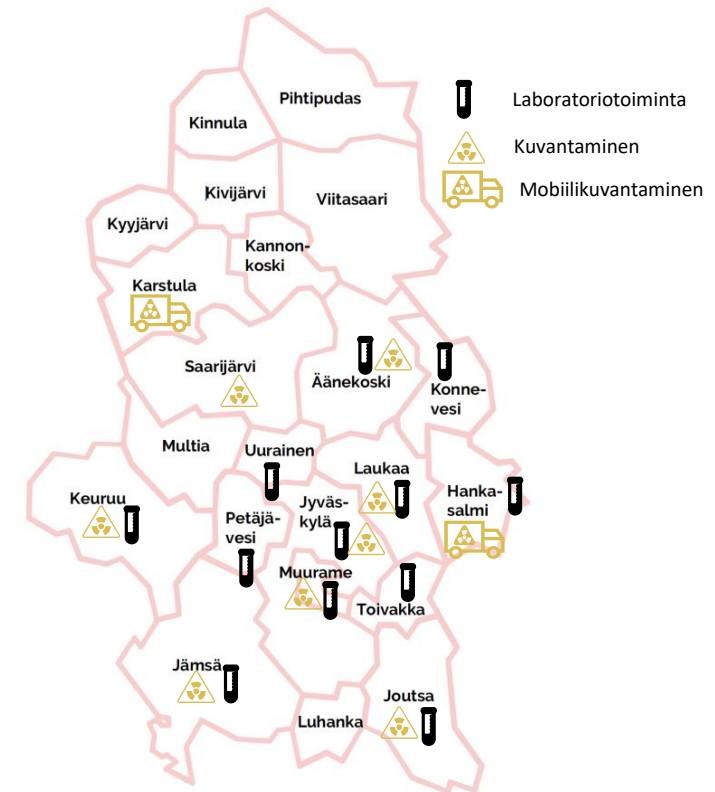 Pihtipudas
Laboratoriotoiminta
Kinnula
Kuvantaminen
Mobiilikuvantaminen
Kivijärvi
Viitasaari
Kyyjärvi
Kannon-
koski
Karstula
Saarijärvi
Äänekoski
Konne-
vesi
Multia
Uurainen
Laukaa
Keuruu
Hanka-
salmi
Petäjä-
vesi
Jyväs-
kylä
Muurame
Toivakka
Jämsä
Joutsa
Luhanka